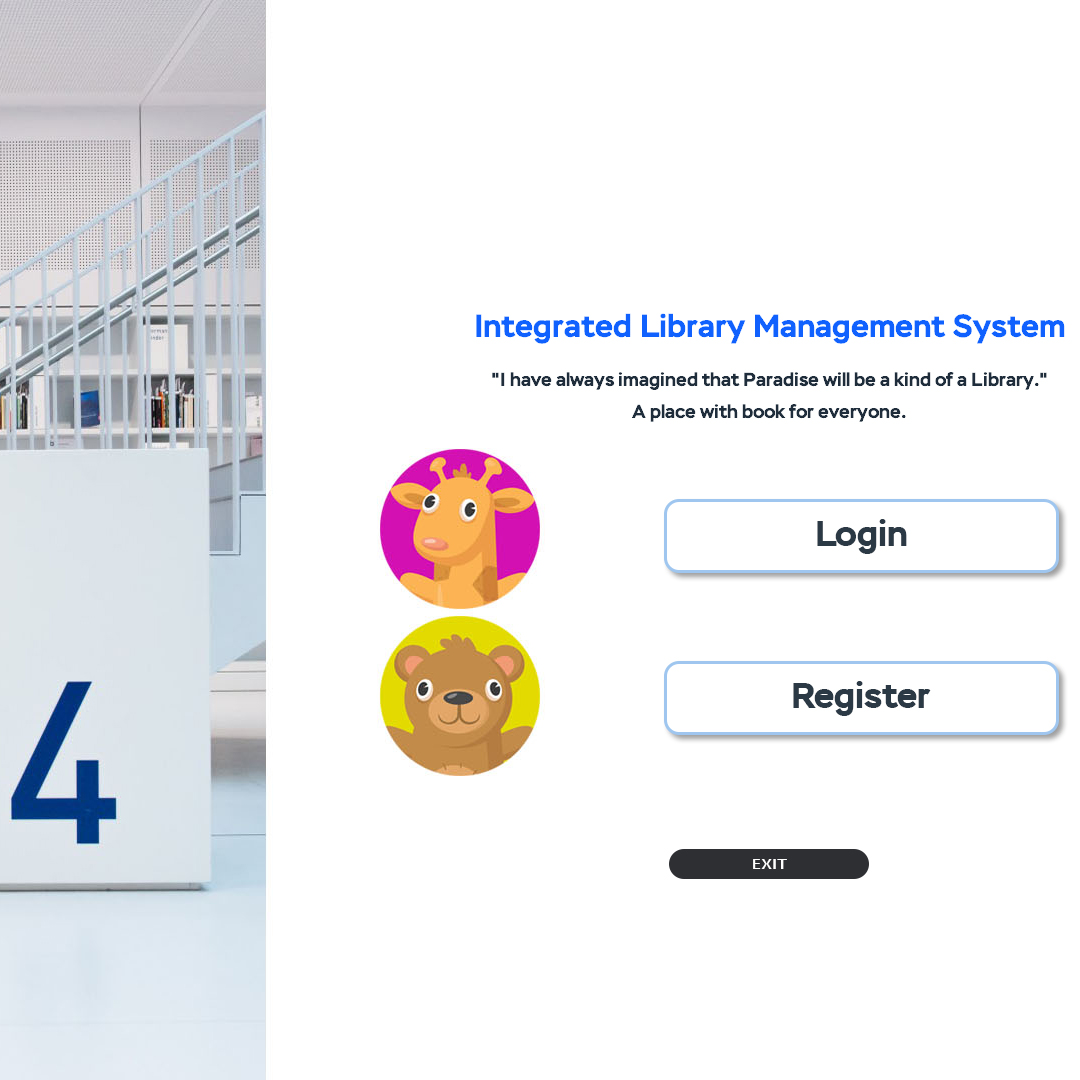 Integrated Library Management System
"I have always imagined that Paradise will be a kind of a Library."
A place with book for everyone.
Login
Register
4
EXIT